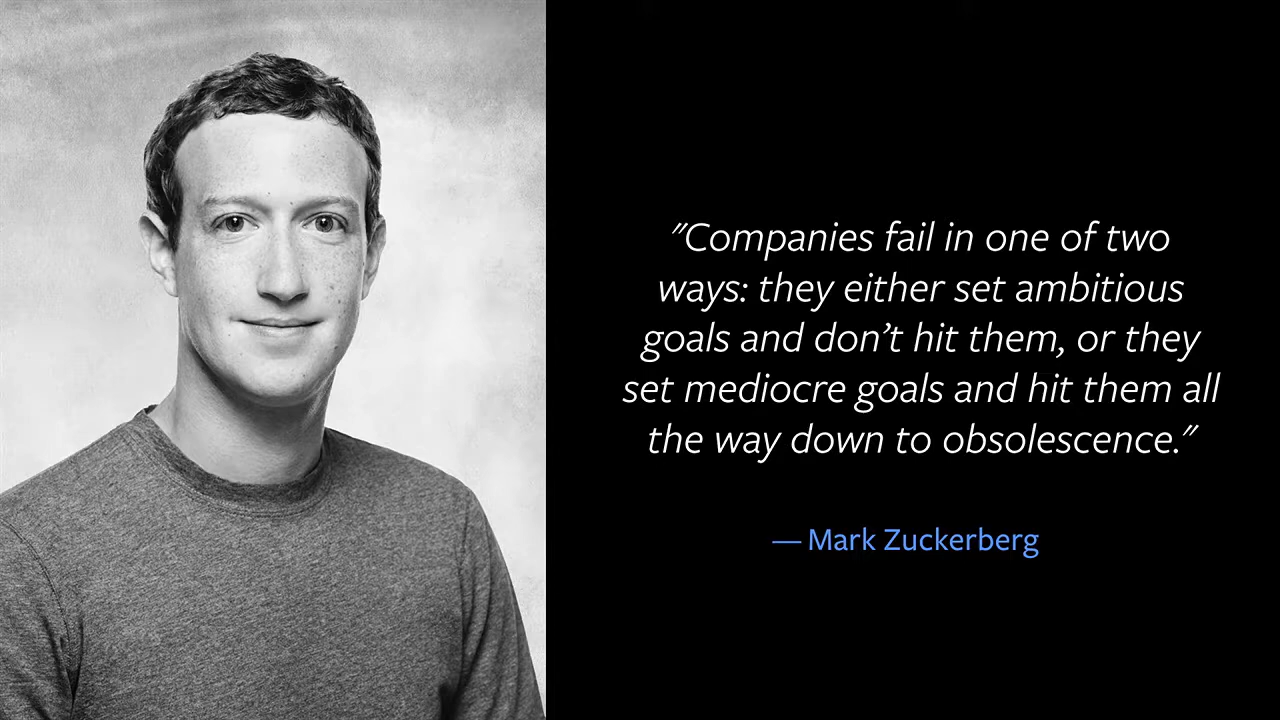 "Companies fail in one of two
ways: they either set ambitious
goals and don’t hit them, or they
set mediocre goals and hit them all
the way down to obsolescence."
— Mark Zuckerberg